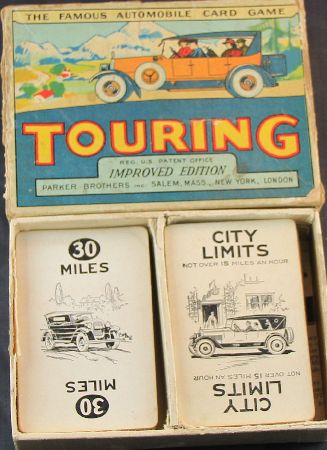 THE FAMOUS AUTOMOBILE CARD GAME
TOURING
REG. U.S. PATENT OFFICE
IMPROVED EDITION
PARKER BROTHERS INC. SALEM, MASS., NEW YORK, LONDON
30
MILES
MILES
30
CITY
LIMITS
NOT OVER 15 MILES AN HOUR
NOT OVER 15 MILES AN HOUR
LIMITS
CITY